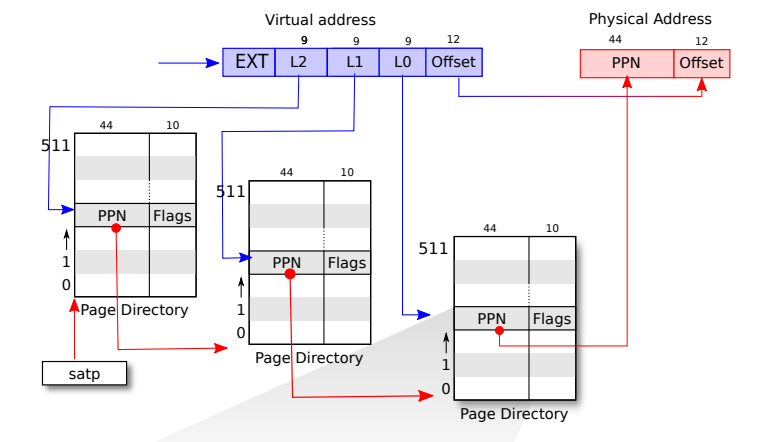 Virtual address
Physical Address
9
9
9
12
EXT
L2
L1
L0
Offset
44
12
PPN
Offset
44
10
511
PPN
Flags
1
0
Page Directory
satp
44
10
511
PPN
Flags
1
0
Page Directory
44
10
511
PPN
Flags
1
0
Page Directory